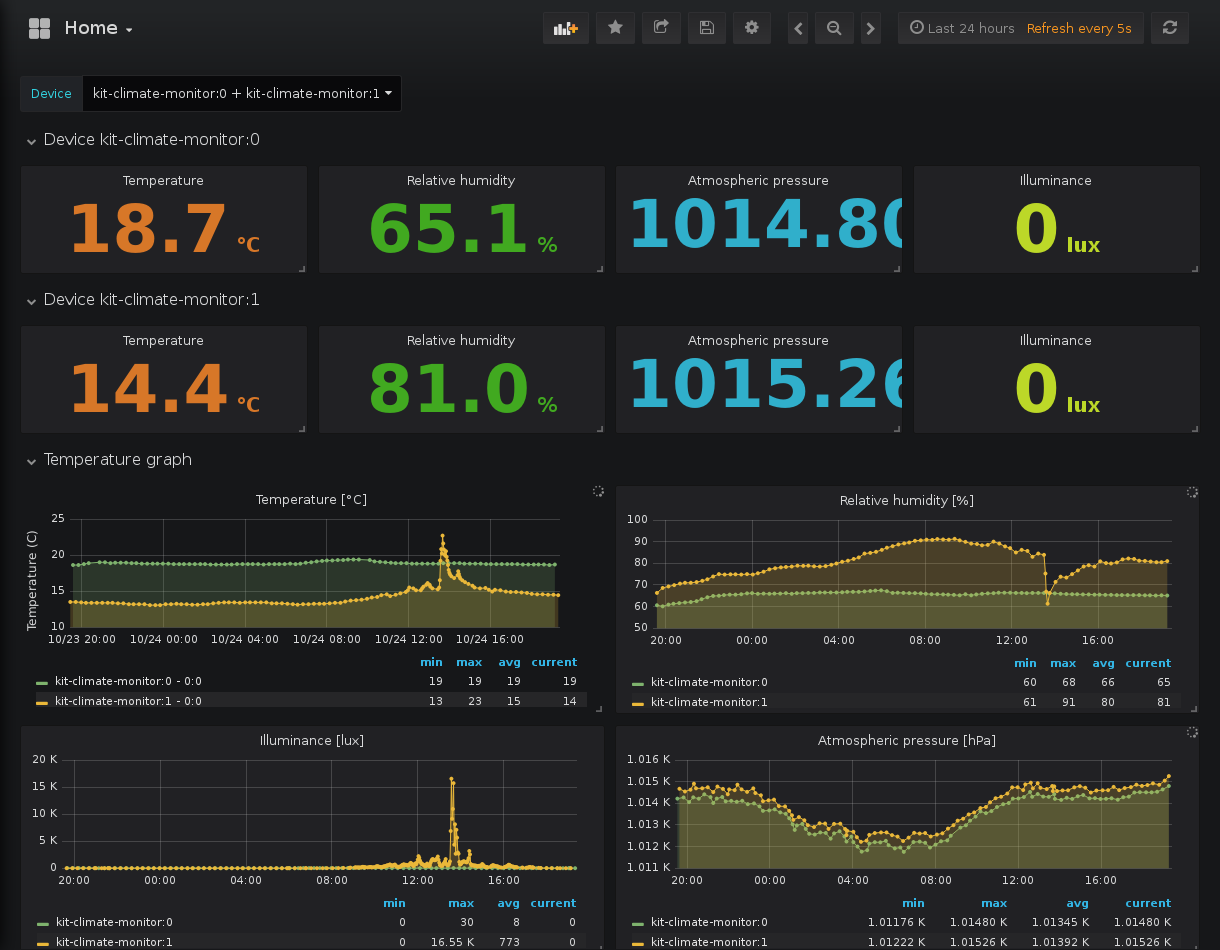 Home
Last 24 hours Refresh every 5s
Device kit-climate-monitor:0 + kit-climate-monitor:1
Device kit-climate-monitor:0
Temperature Relative humidity Atmospheric pressure Illuminance
18.7 °C 65.1 % 1014.80 0 lux
Device kit-climate-monitor:1
Temperature Relative humidity Atmospheric pressure Illuminance
14.4 °C 81.0 % 1015.26 0 lux
Temperature graph
Temperature [°C]
Temperature (C)
25
20
15
10
10/23 20:00 10/24 00:00 10/24 04:00 10/24 08:00 10/24 12:00 10/24 16:00
min max avg current
kit-climate-monitor:0 - 0:0 19 19 19 19
kit-climate-monitor:1 - 0:0 13 23 15 14
Relative humidity [%]
100
90
80
70
60
50
20:00 00:00 04:00 08:00 12:00 16:00
min max avg current
kit-climate-monitor:0 60 68 66 65
kit-climate-monitor:1 61 91 80 81
Illuminance [lux]
20 K
15 K
10 K
5 K
0
20:00 00:00 04:00 08:00 12:00 16:00
min max avg current
kit-climate-monitor:0 0 30 8 0
kit-climate-monitor:1 0 16.55 K 773 0
Atmospheric pressure [hPa]
1.016 K
1.015 K
1.014 K
1.013 K
1.012 K
1.011 K
20:00 00:00 04:00 08:00 12:00 16:00
min max avg current
kit-climate-monitor:0 1.01176 K 1.01480 K 1.01345 K 1.01480 K
kit-climate-monitor:1 1.01222 K 1.01526 K 1.01392 K 1.01526 K